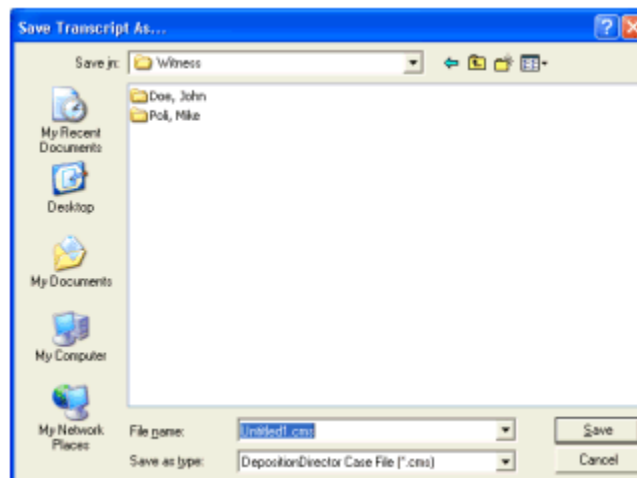 Save Transcript As...
Save in: Witness
Doe, John
Poli, Mike
My Recent
Documents
Desktop
My Documents
My Computer
My Network
Places
File name: Untitled1.cms
Save
Save as type: DepositionDirector Case File (*.cms)
Cancel